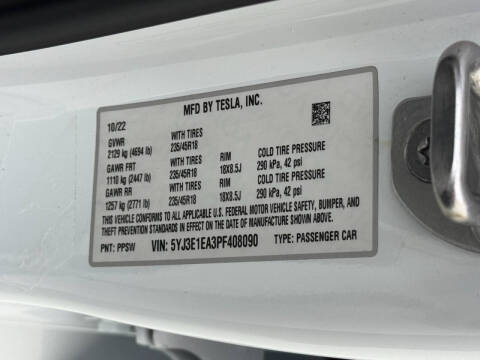 MFD BY TESLA, INC.
10/22
GVWR WITH TIRES
2129 kg (4694 lb) 235/45R18
GAWR FRT WITH TIRES RIM COLD TIRE PRESSURE
1110 kg (2447 lb) 235/45R18 18X8.5J 290 kPa, 42 psi
GAWR RR WITH TIRES RIM COLD TIRE PRESSURE
1257 kg (2771 lb) 235/45R18 18X8.5J 290 kPa, 42 psi
THIS VEHICLE CONFORMS TO ALL APPLICABLE U.S. FEDERAL MOTOR VEHICLE SAFETY, BUMPER, AND
THEFT PREVENTION STANDARDS IN EFFECT ON THE DATE OF MANUFACTURE SHOWN ABOVE.
PNT: PPSW VIN: 5YJ3E1EA3PF408090 TYPE: PASSENGER CAR